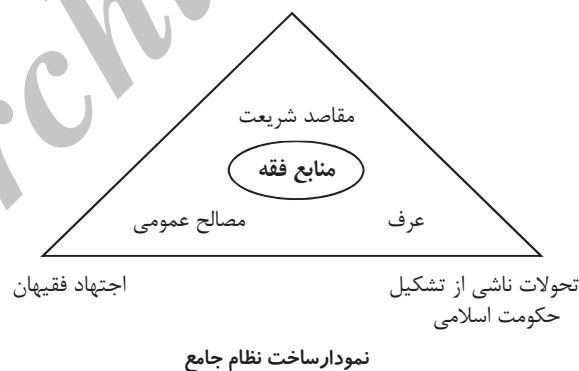 مقاصد شریعت
منابع فقه
عرف
مصالح عمومی
تحولات ناشی از تشکیل
حکومت اسلامی
اجتهاد فقیهان
نمودارساخت نظام جامع